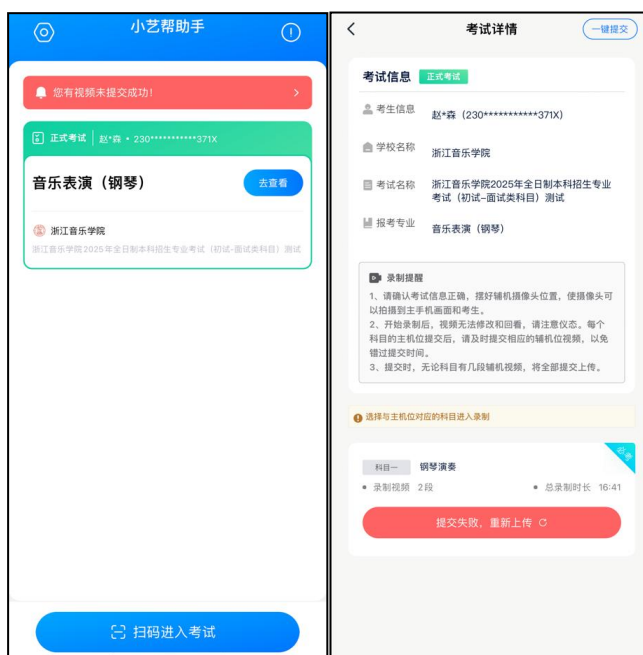 小艺帮助手
您有视频未提交成功！
正式考试 赵*森 • 230***********371X
音乐表演（钢琴）
去查看
浙江音乐学院
浙江音乐学院2025年全日制本科招生专业考试（初试-面试类科目）测试
扫码进入考试
考试详情
一键提交
考试信息 正式考试
考生信息 赵*森（230***********371X）
学校名称 浙江音乐学院
考试名称 浙江音乐学院2025年全日制本科招生专业
考试（初试-面试类科目）测试
报考专业 音乐表演（钢琴）
录制提醒
1、请确认考试信息正确，摆好辅机摄像头位置，使摄像头可
以拍摄到主手机画面和考生。
2、开始录制后，视频无法修改和回看，请注意仪态。每个
科目的主机位提交后，请及时提交相应的辅机位视频，以免
错过提交时间。
3、提交时，无论科目有几段辅机视频，将全部提交上传。
选择与主机位对应的科目进入录制
必考
科目一 钢琴演奏
• 录制视频 2段 • 总录制时长 16:41
提交失败，重新上传